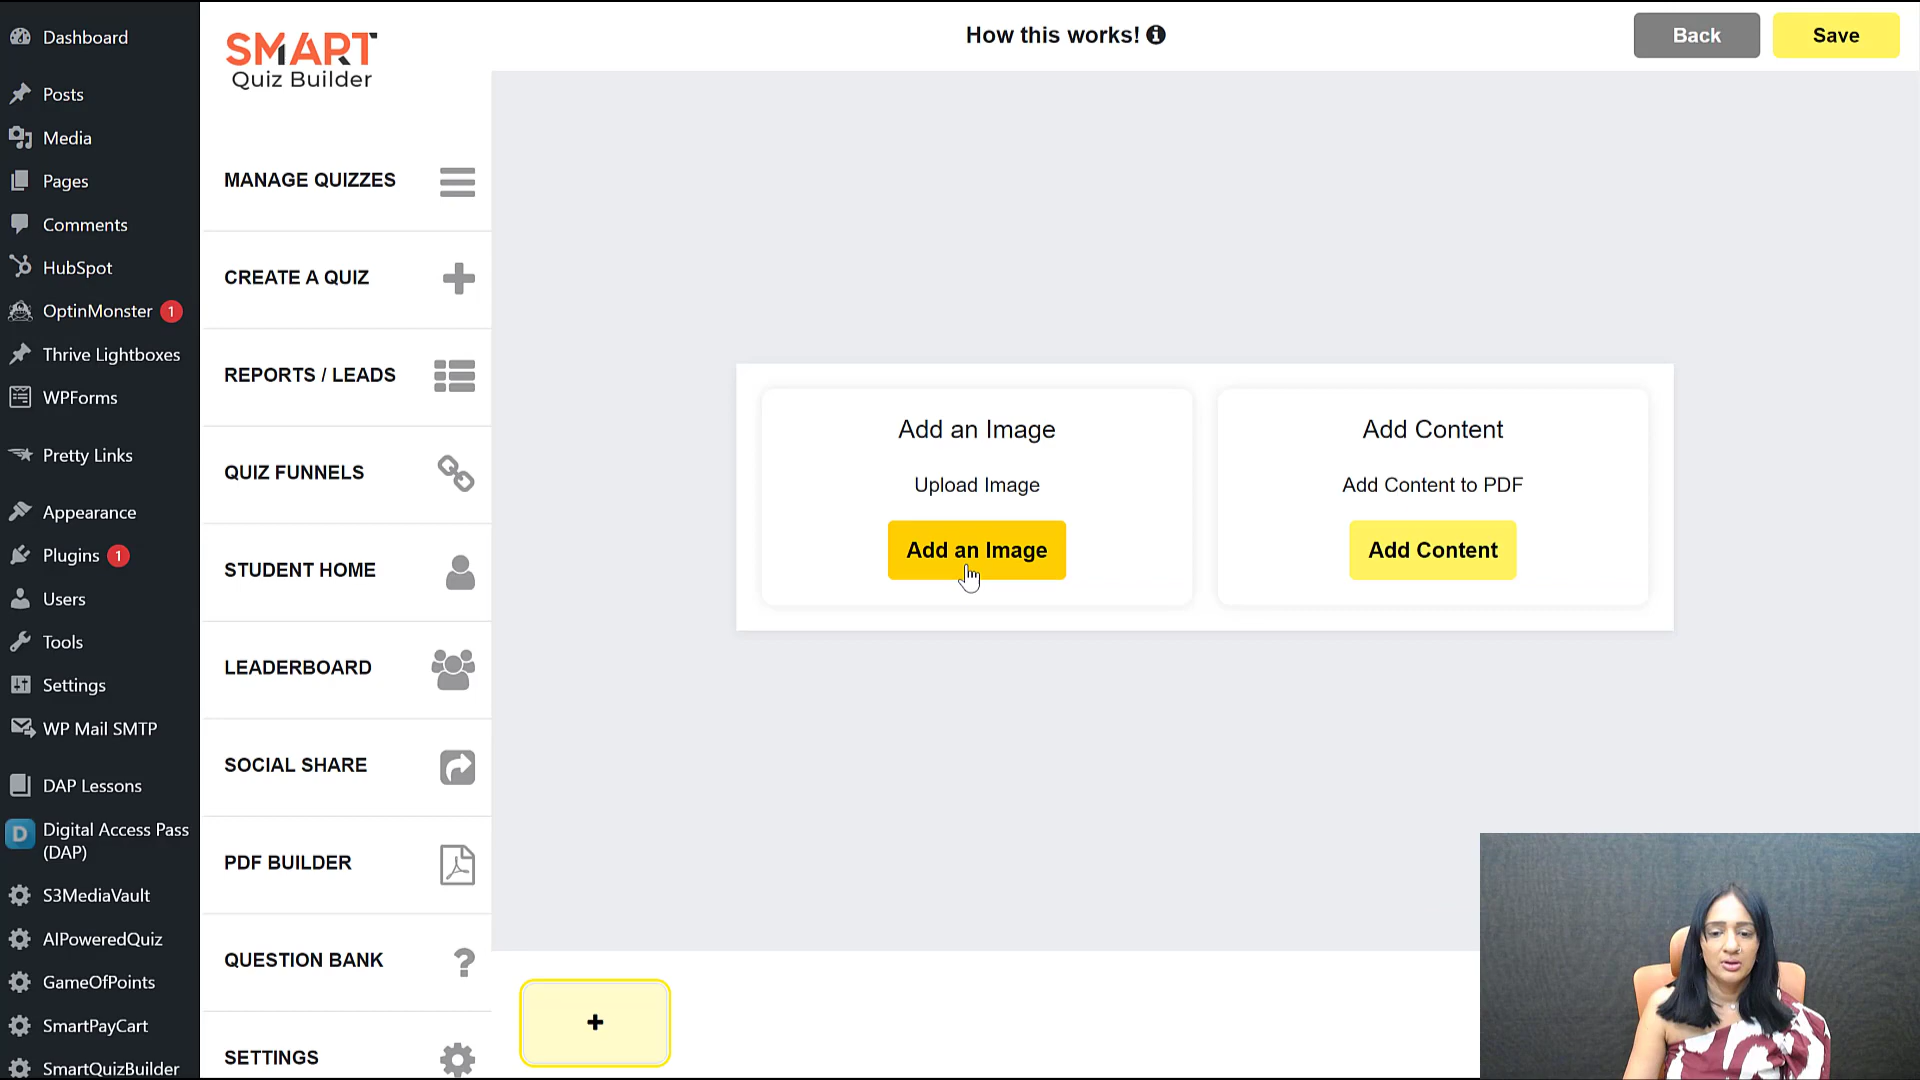 Dashboard
Posts
Media
Pages
Comments
HubSpot
OptinMonster 1
Thrive Lightboxes
WPForms
Pretty Links
Appearance
Plugins 1
Users
Tools
Settings
WP Mail SMTP
DAP Lessons
D Digital Access Pass
(DAP)
S3MediaVault
AIPoweredQuiz
GameOfPoints
SmartPayCart
SmartQuizBuilder
SMART
Quiz Builder
MANAGE QUIZZES
CREATE A QUIZ
REPORTS / LEADS
QUIZ FUNNELS
STUDENT HOME
LEADERBOARD
SOCIAL SHARE
PDF BUILDER
QUESTION BANK
SETTINGS
How this works!
Back
Save
Add an Image
Upload Image
Add an Image
Add Content
Add Content to PDF
Add Content
+